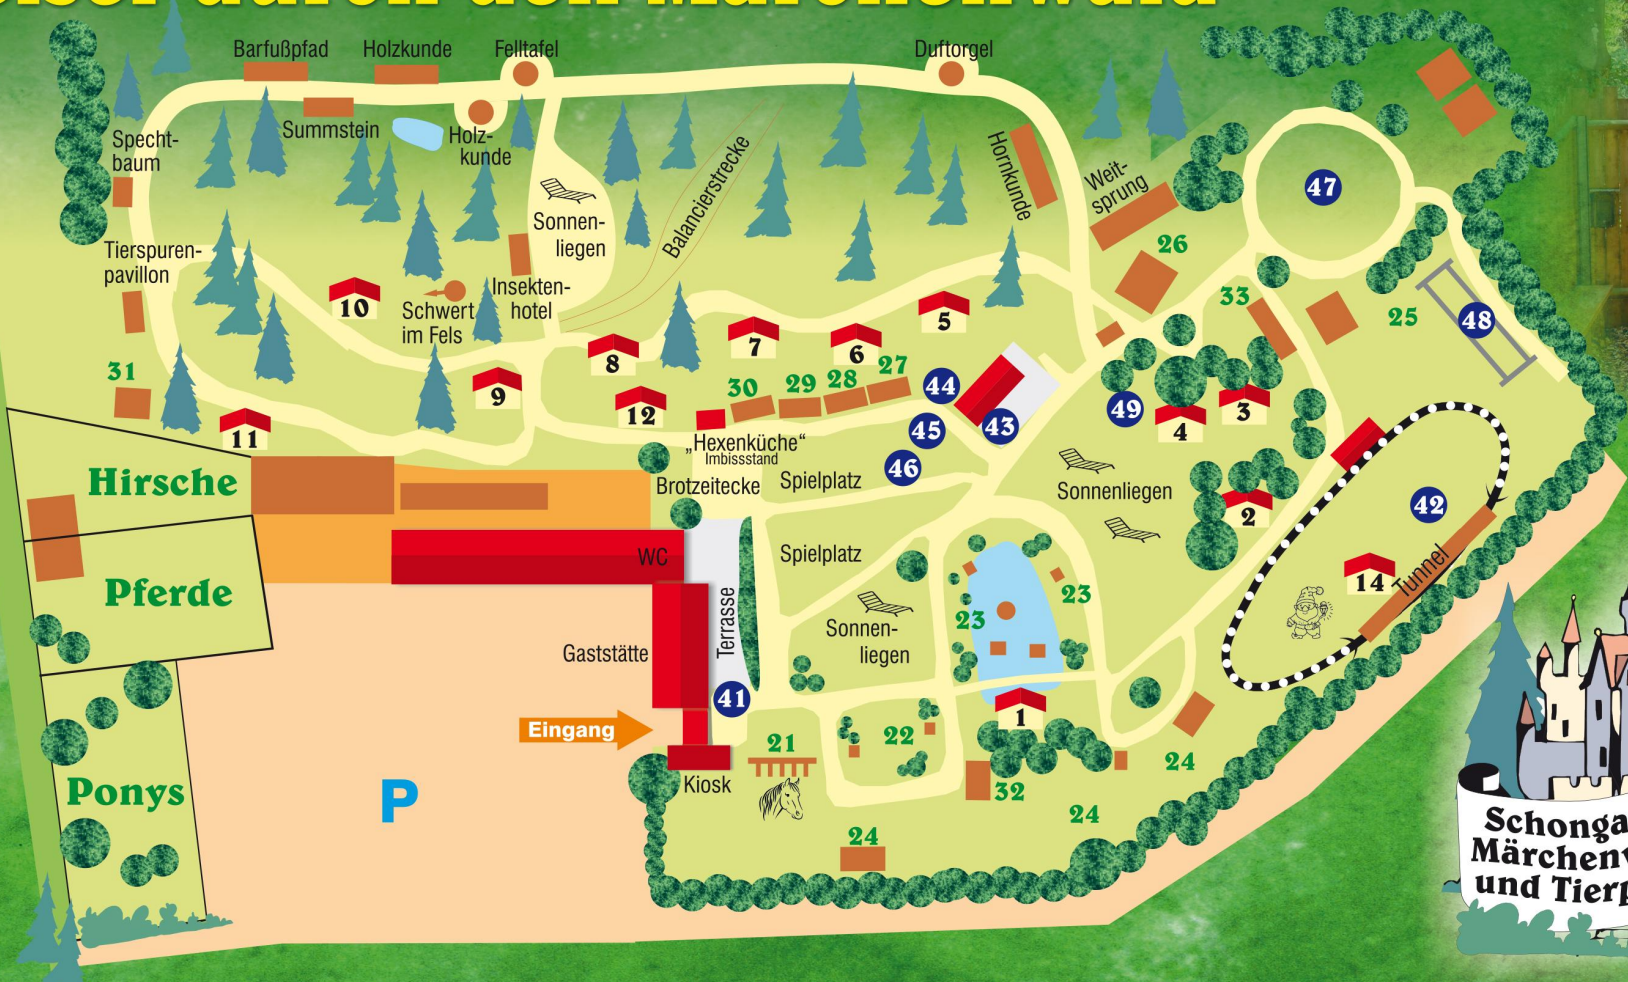 Barfußpfad
Holzkunde
Felltafel
Duftorgel
Specht-
baum
Summstein
Holz-
kunde
Hornkunde
Weit-
sprung
47
Sonnen-
liegen
Balancierstrecke
26
Tierspuren-
pavillon
Insekten-
hotel
Schwert
im Fels
10
33
25
48
5
7
6
8
31
9
12
30
29
28
27
44
43
49
4
3
11
45
46
„Hexenküche“
Imbissstand
Brotzeitecke
Spielplatz
Sonnenliegen
Hirsche
2
42
WC
Spielplatz
Tunnel
14
Pferde
Terrasse
23
23
Sonnen-
liegen
Gaststätte
41
1
Eingang
21
22
24
Kiosk
32
24
24
Ponys
P